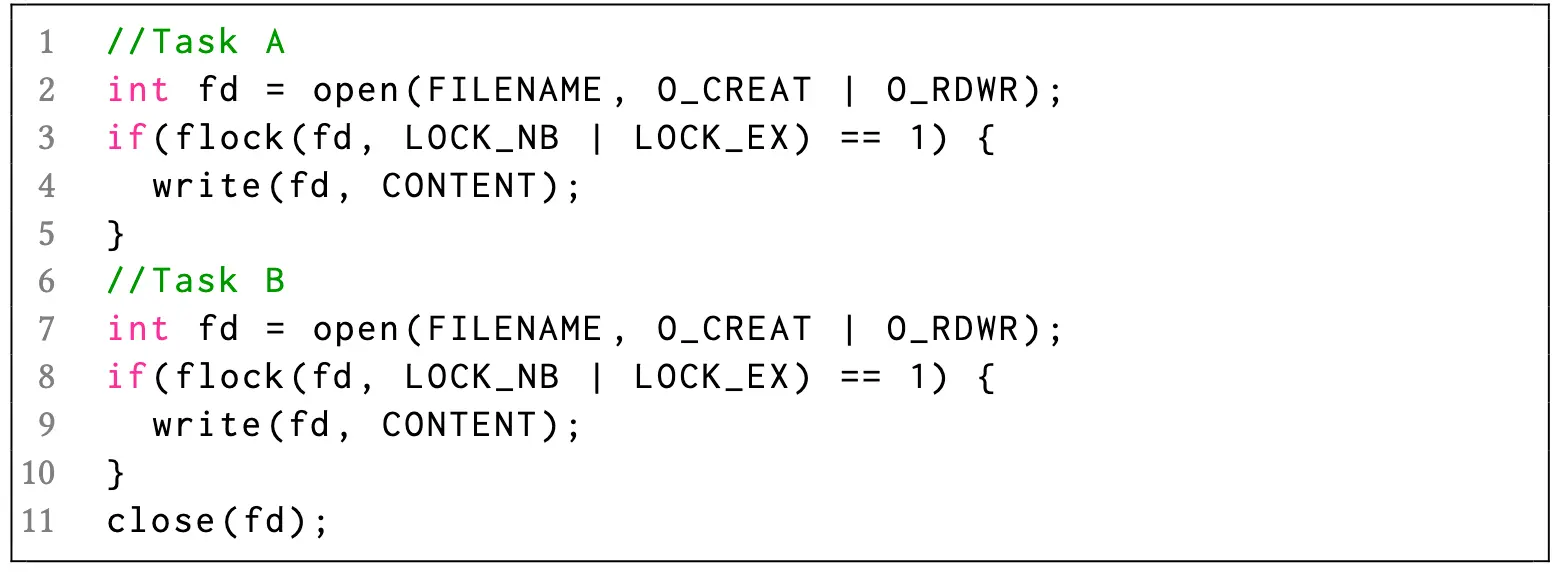 1 //Task A
2 int fd = open(FILENAME, O_CREAT | O_RDWR);
3 if(flock(fd, LOCK_NB | LOCK_EX) == 1) {
4 write(fd, CONTENT);
5 }
6 //Task B
7 int fd = open(FILENAME, O_CREAT | O_RDWR);
8 if(flock(fd, LOCK_NB | LOCK_EX) == 1) {
9 write(fd, CONTENT);
10 }
11 close(fd);